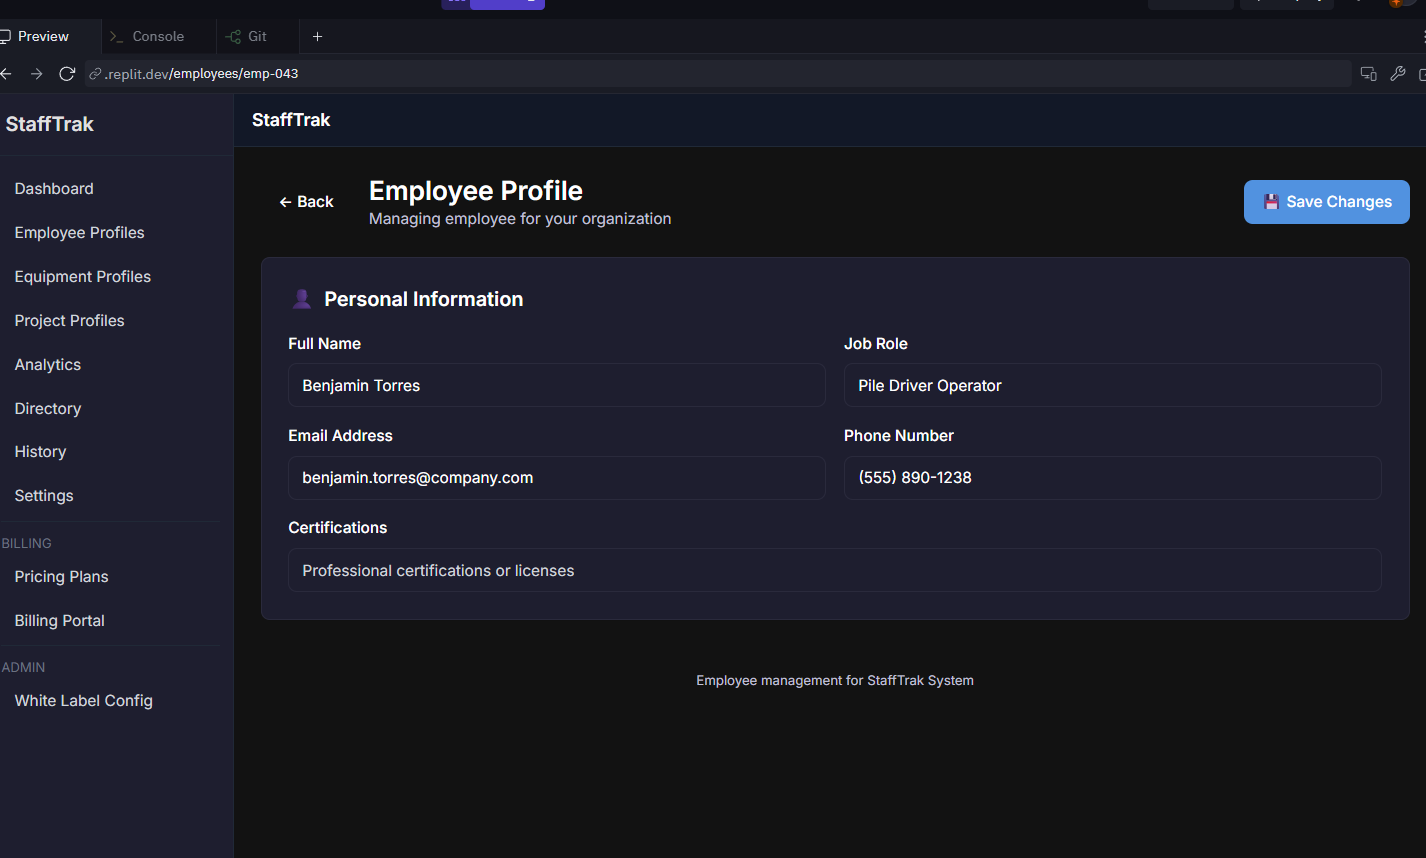 Preview
Console
Git
.replit.dev/employees/emp-043
StaffTrak
StaffTrak
Dashboard
Employee Profiles
Equipment Profiles
Project Profiles
Analytics
Directory
History
Settings
BILLING
Pricing Plans
Billing Portal
ADMIN
White Label Config
← Back
Employee Profile
Managing employee for your organization
Save Changes
Personal Information
Full Name
Job Role
Benjamin Torres
Pile Driver Operator
Email Address
Phone Number
benjamin.torres@company.com
(555) 890-1238
Certifications
Professional certifications or licenses
Employee management for StaffTrak System